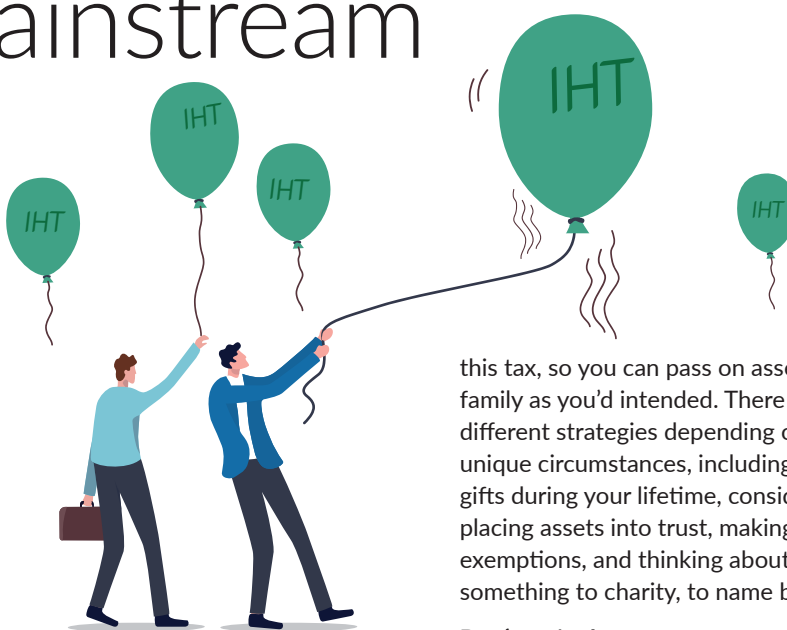 ainstream
IHT
IHT
IHT
IHT
IHT
this tax, so you can pass on
family as you'd intended. There
different strategies depending
unique circumstances, including
gifts during your lifetime,
placing assets into trust, making
exemptions, and thinking about
something to charity, to name